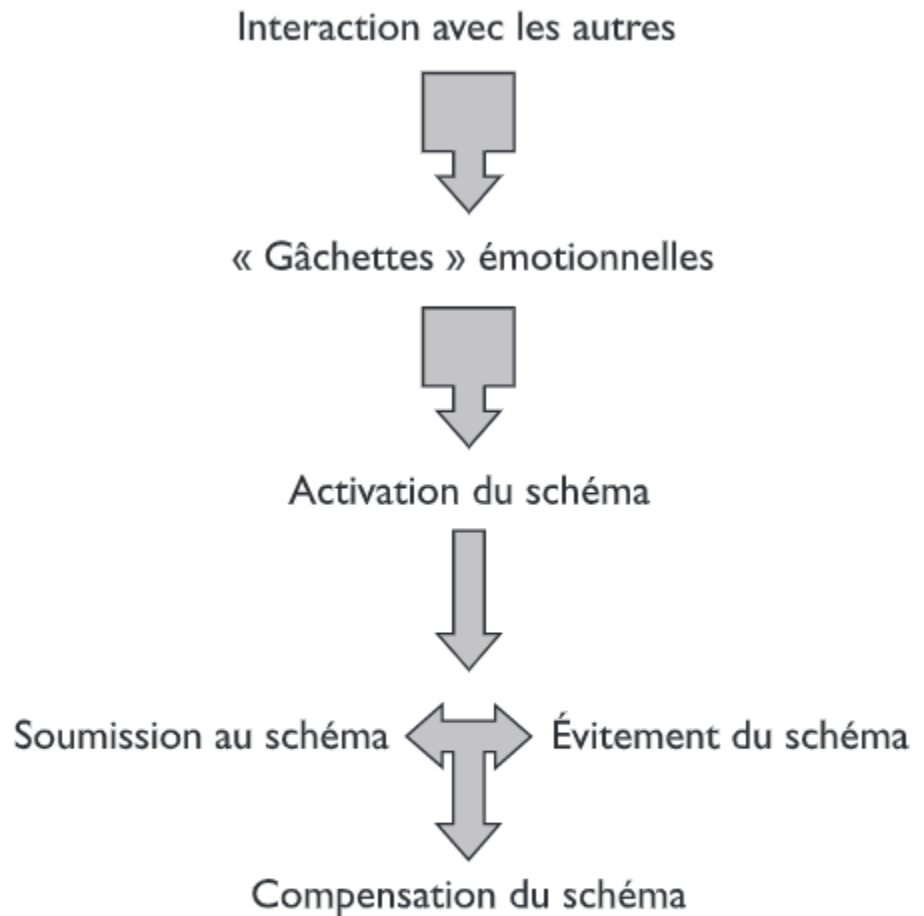 Interaction avec les autres
« Gâchettes » émotionnelles
Activation du schéma
Soumission au schéma
Évitement du schéma
Compensation du schéma